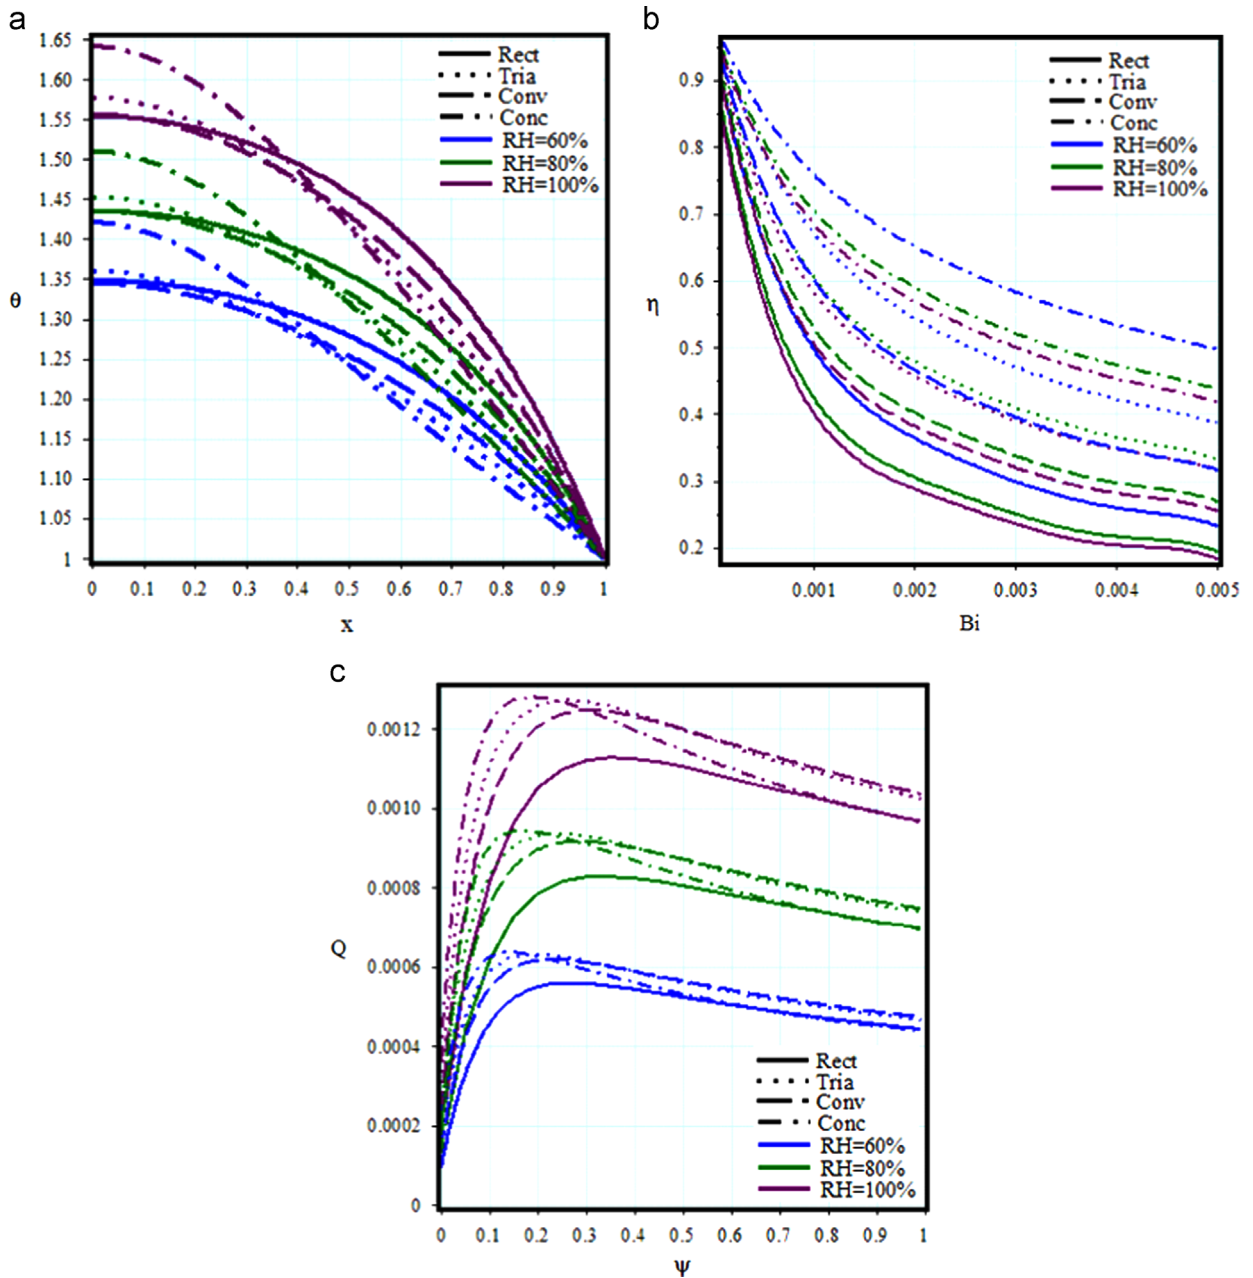 a
1.65
1.60
1.55
1.50
1.45
1.40
1.35
1.30
1.25
1.20
1.15
1.10
1.05
1
θ
0 0.1 0.2 0.3 0.4 0.5 0.6 0.7 0.8 0.9 1
x
Rect
Tria
Conv
Conc
RH=60%
RH=80%
RH=100%
b
0.9
0.8
0.7
0.6
0.5
0.4
0.3
0.2
η
0.001 0.002 0.003 0.004 0.005
Bi
Rect
Tria
Conv
Conc
RH=60%
RH=80%
RH=100%
c
0.0012
0.0010
0.0008
0.0006
0.0004
0.0002
0
Q
0 0.1 0.2 0.3 0.4 0.5 0.6 0.7 0.8 0.9 1
ψ
Rect
Tria
Conv
Conc
RH=60%
RH=80%
RH=100%